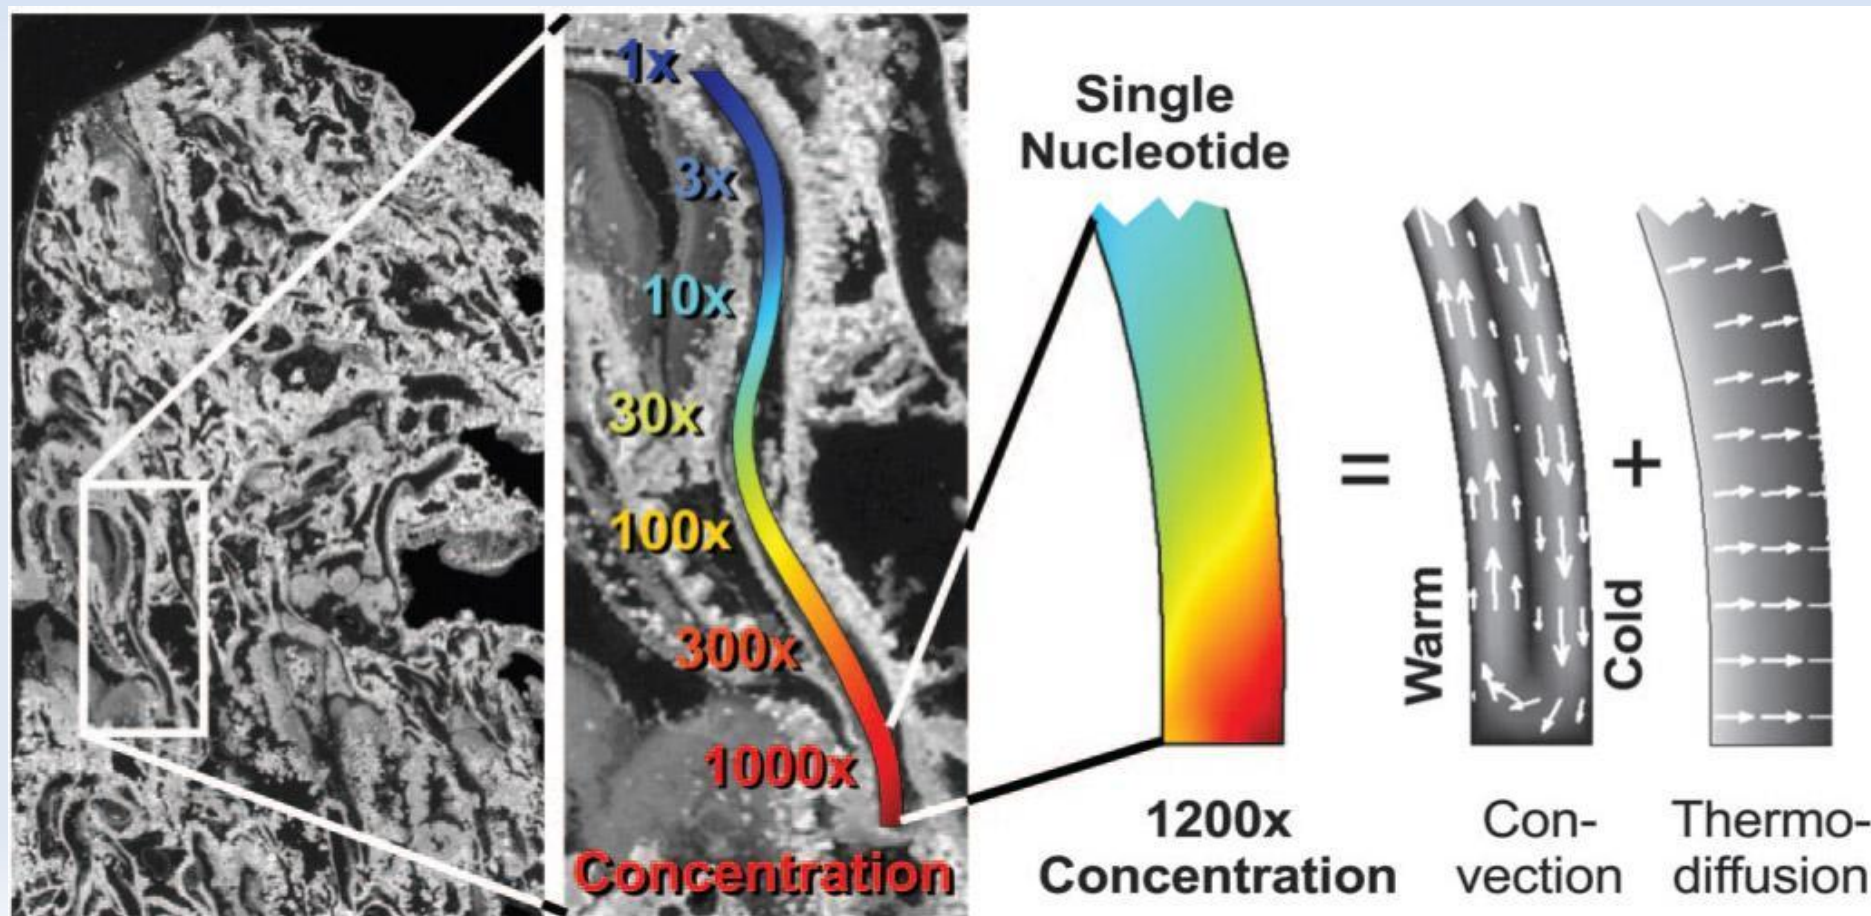 1x
3x
10x
30x
100x
300x
1000x
Concentration
Single
Nucleotide
1200x
Concentration
=
Warm
Cold
Con-
vection
+
Thermo-
diffusion